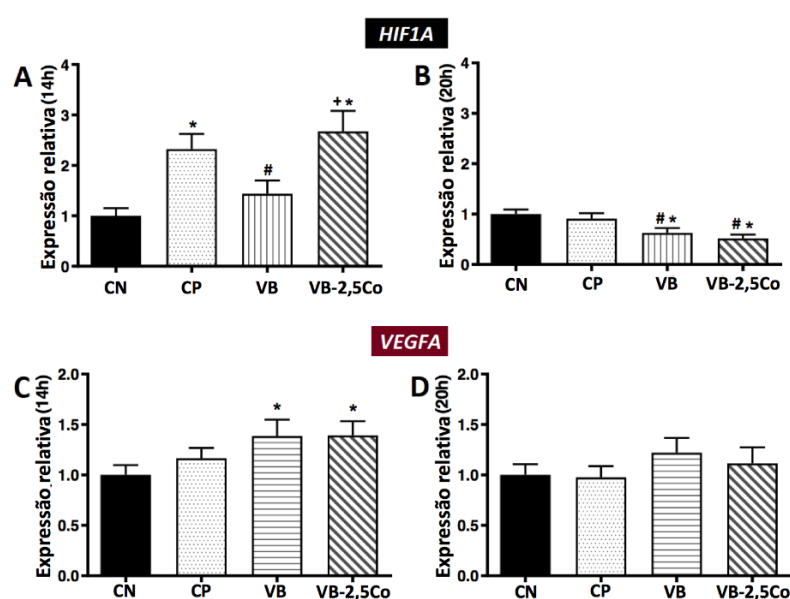 HIF1A
A
Expressão relativa (14h)
4
3
2
1
0
*
#
+ *
CN
CP
VB
VB-2,5Co
B
Expressão relativa (20h)
4
3
2
1
0
# *
# *
CN
CP
VB
VB-2,5Co
VEGFA
C
Expressão relativa (14h)
2.0
1.5
1.0
0.5
0.0
*
*
CN
CP
VB
VB-2,5Co
D
Expressão relativa (20h)
2.0
1.5
1.0
0.5
0.0
CN
CP
VB
VB-2,5Co